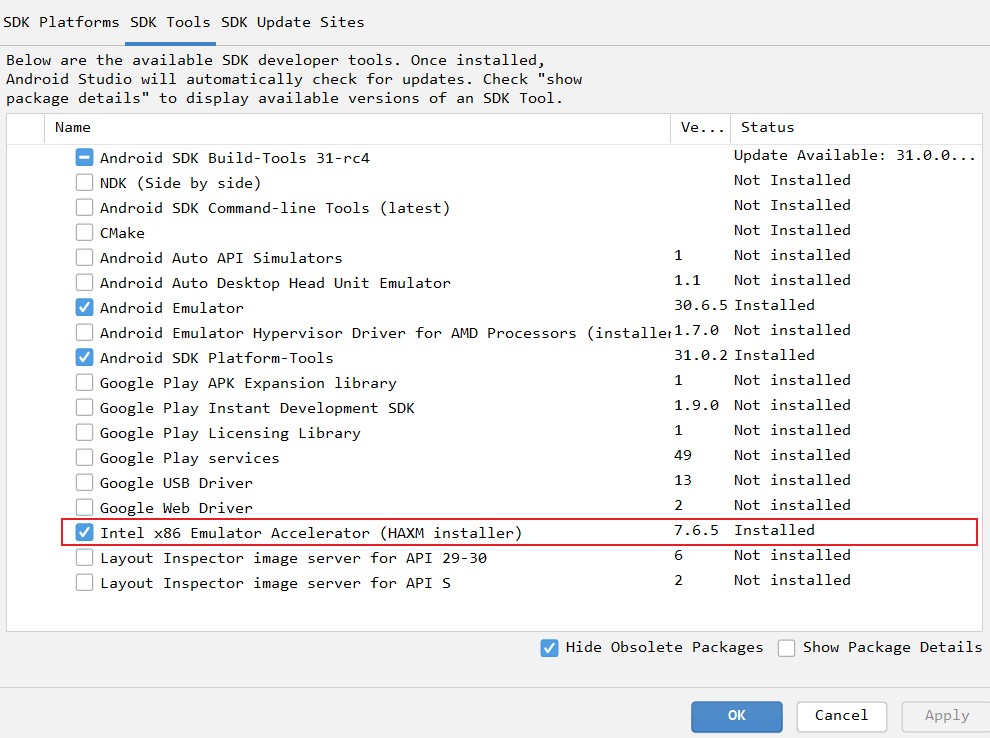 SDK Platforms SDK Tools SDK Update Sites
Below are the available SDK developer tools. Once installed,
Android Studio will automatically check for updates. Check "show
package details" to display available versions of an SDK Tool.
Name Ve... Status
Android SDK Build-Tools 31-rc4 Update Available: 31.0.0...
NDK (Side by side) Not Installed
Android SDK Command-line Tools (latest) Not Installed
CMake Not Installed
Android Auto API Simulators 1 Not installed
Android Auto Desktop Head Unit Emulator 1.1 Not installed
Android Emulator 30.6.5 Installed
Android Emulator Hypervisor Driver for AMD Processors (installer 1.7.0 Not installed
Android SDK Platform-Tools 31.0.2 Installed
Google Play APK Expansion library 1 Not installed
Google Play Instant Development SDK 1.9.0 Not installed
Google Play Licensing Library 1 Not installed
Google Play services 49 Not installed
Google USB Driver 13 Not installed
Google Web Driver 2 Not installed
Intel x86 Emulator Accelerator (HAXM installer) 7.6.5 Installed
Layout Inspector image server for API 29-30 6 Not installed
Layout Inspector image server for API S 2 Not installed
Hide Obsolete Packages Show Package Details
OK Cancel Apply